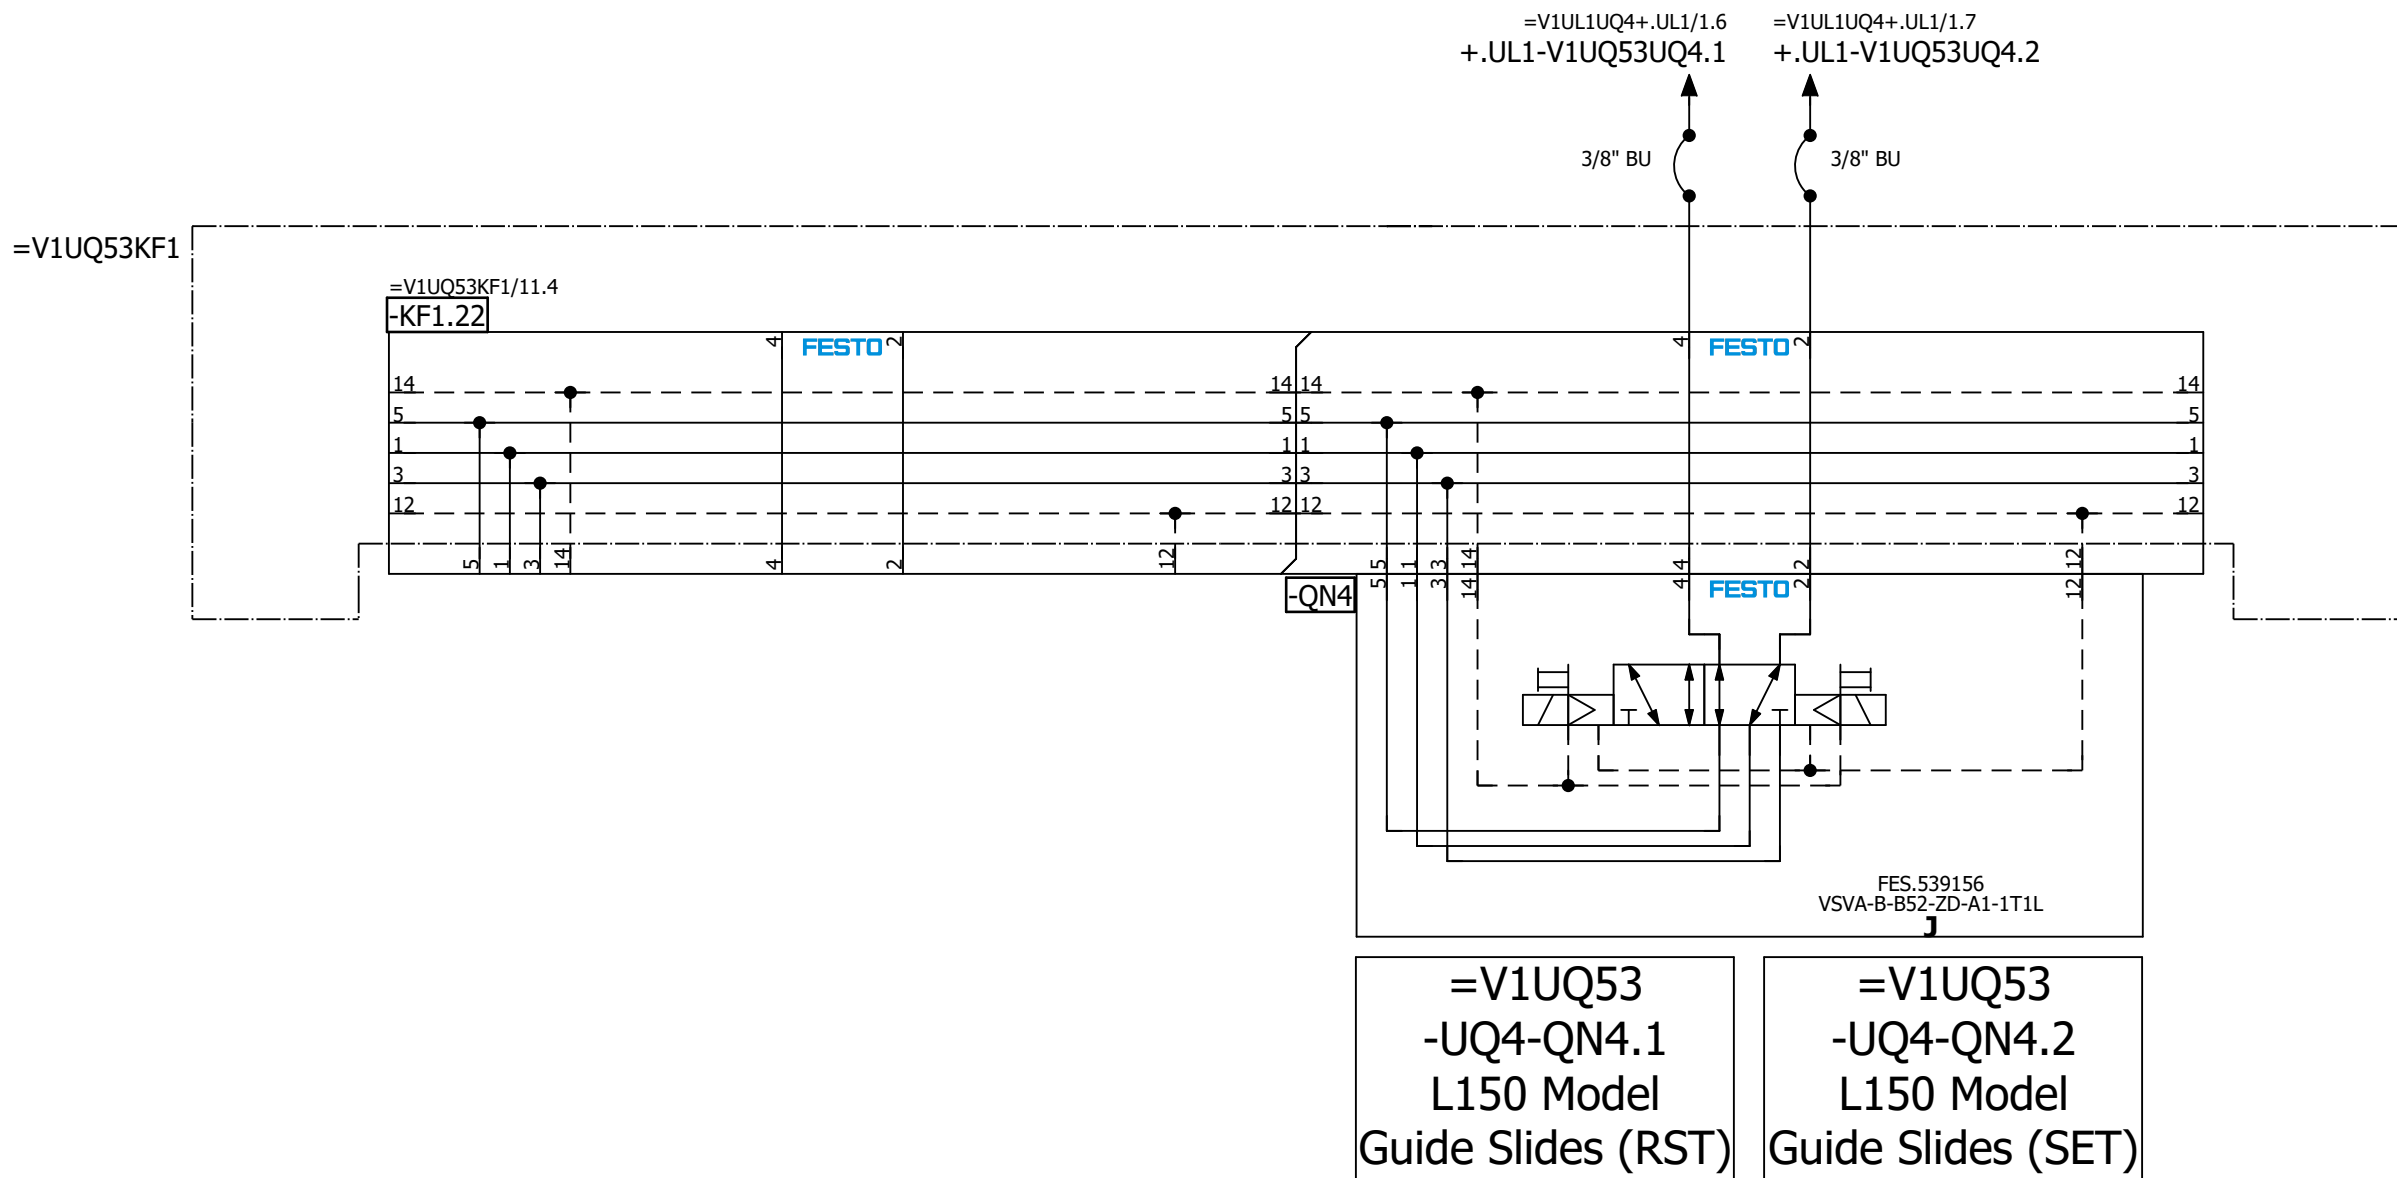 =V1UL1UQ4+.UL1/1.6
=V1UL1UQ4+.UL1/1.7
+.UL1-V1UQ53UQ4.1
+.UL1-V1UQ53UQ4.2
3/8" BU
3/8" BU
=V1UQ53KF1
=V1UQ53KF1/11.4
-KF1.22
4
FESTO
2
4
FESTO
2
14
14
14
14
5
5
5
5
1
1
1
1
3
3
3
3
12
12
12
12
5
1
3
14
4
2
12
5
1
3
14
4
2
12
-QN4
5
1
3
14
4
FESTO
2
12
FES.539156
VSVA-B-B52-ZD-A1-1T1L
J
=V1UQ53
-UQ4-QN4.1
L150 Model
Guide Slides (RST)
=V1UQ53
-UQ4-QN4.2
L150 Model
Guide Slides (SET)